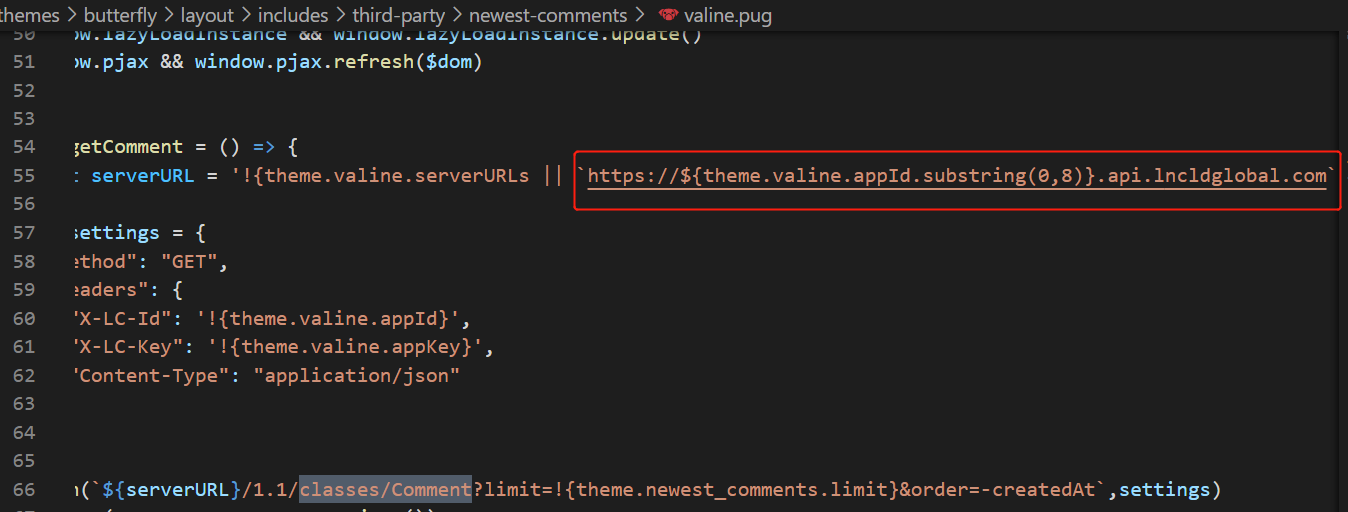 themes > butterfly > layout > includes > third-party > newest-comments > valine.pug
50 ow.lazyLoadInstance && window.lazyLoadInstance.update()
51 ow.pjax && window.pjax.refresh($dom)
52
53
54 getComment = () => {
55 t serverURL = '!{theme.valine.serverURLs || `https://${theme.valine.appId.substring(0,8)}.api.lncldglobal.com`
56
57 settings = {
58 ethod": "GET",
59 eaders": {
60 "X-LC-Id": '!{theme.valine.appId}',
61 "X-LC-Key": '!{theme.valine.appKey}',
62 "Content-Type": "application/json"
63
64
65
66 h(`${serverURL}/1.1/classes/Comment?limit=!{theme.newest_comments.limit}&order=-createdAt`,settings)